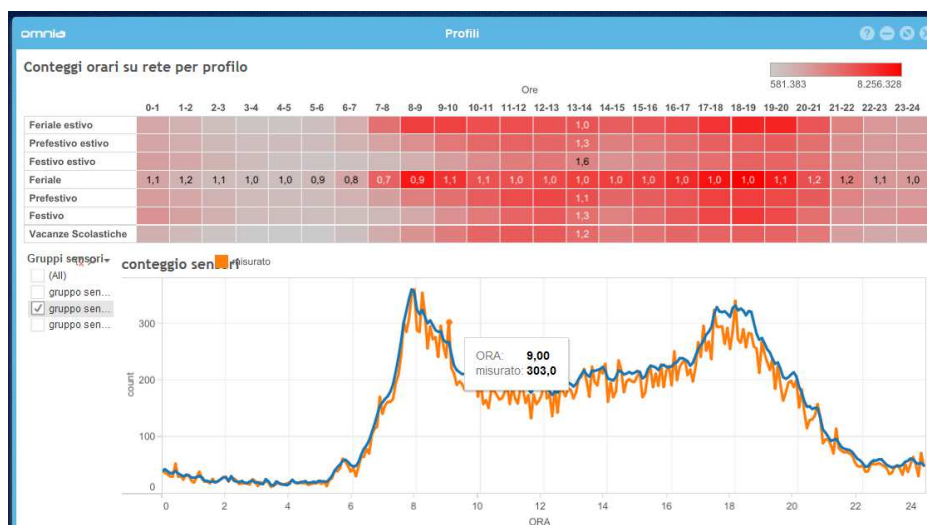 omnia Profili
Conteggi orari su rete per profilo
581.383 8.256.328
Ore
0-1 1-2 2-3 3-4 4-5 5-6 6-7 7-8 8-9 9-10 10-11 11-12 12-13 13-14 14-15 15-16 16-17 17-18 18-19 19-20 20-21 21-22 22-23 23-24
Feriale estivo 1,0
Prefestivo estivo 1,3
Festivo estivo 1,6
Feriale 1,1 1,2 1,1 1,0 1,0 0,9 0,8 0,7 0,9 1,1 1,1 1,0 1,0 1,0 1,0 1,0 1,0 1,0 1,0 1,1 1,2 1,2 1,1 1,0
Prefestivo 1,1
Festivo 1,3
Vacanze Scolastiche 1,2
Gruppi sensori
(All)
gruppo sen...
gruppo sen...
gruppo sen...
conteggio sensori
misurato
ORA: 9,00
misurato: 303,0
count
300
200
100
0
0 2 4 6 8 10 12 14 16 18 20 22 24
ORA